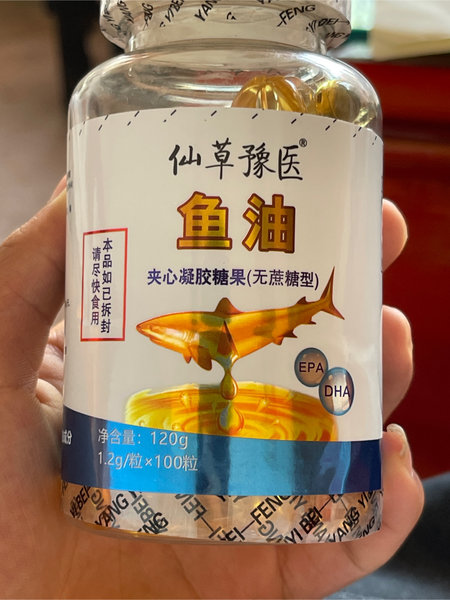 仙草豫医®
鱼油
夹心凝胶糖果(无蔗糖型)
本品如已拆封
请尽快食用
EPA
DHA
净含量：120g
1.2g/粒×100粒